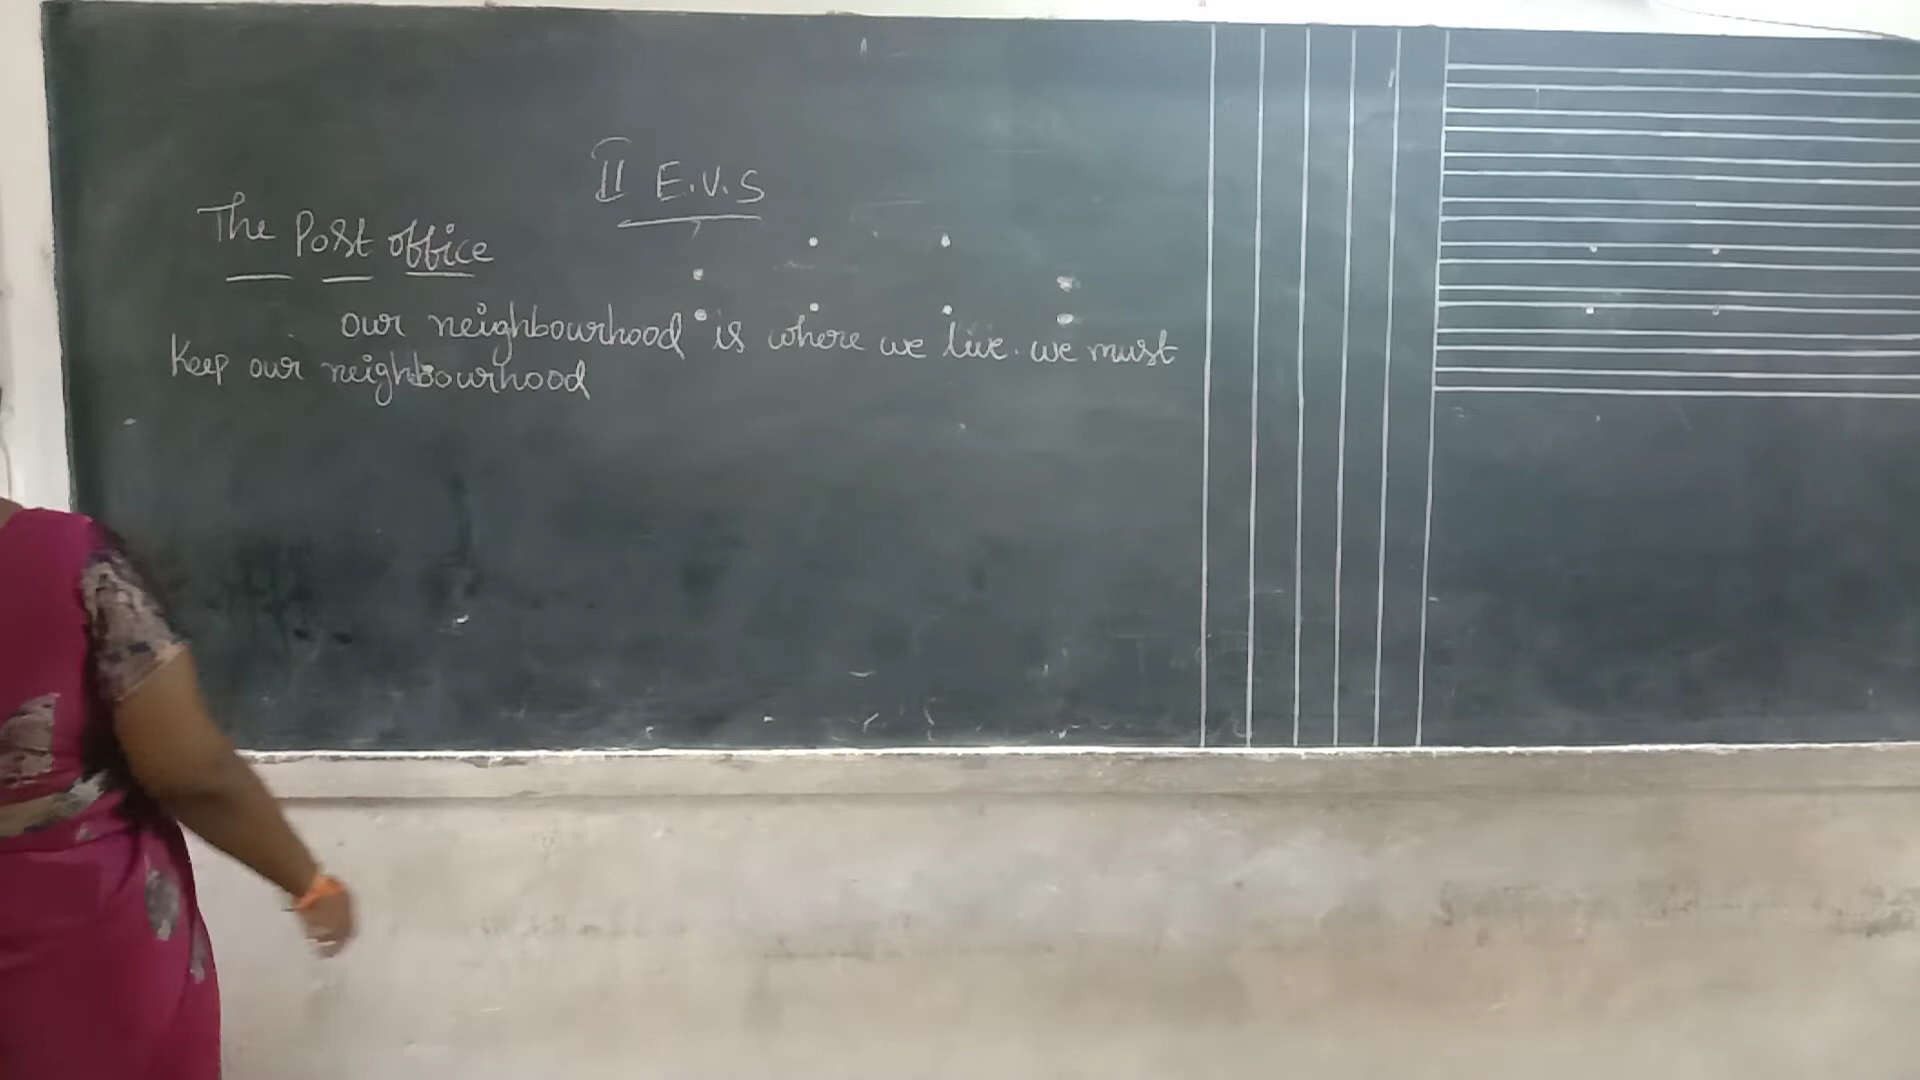 II E.V.S
The Post office
our neighbourhood is where we live. we must
Keep our neighbourhood